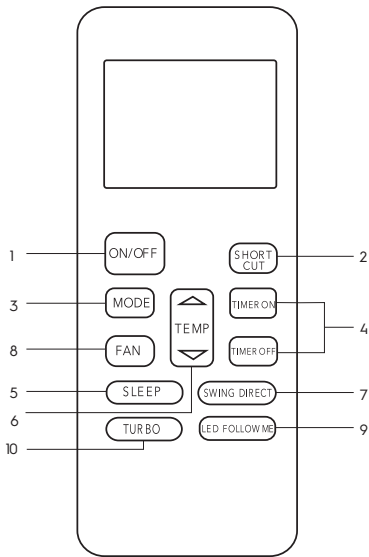 1
ON/OFF
SHORT
CUT
2
3
MODE
TEMP
TIMER ON
4
8
FAN
TIMER OFF
5
SLEEP
SWING DIRECT
7
6
TURBO
LED FOLLOW ME
9
10